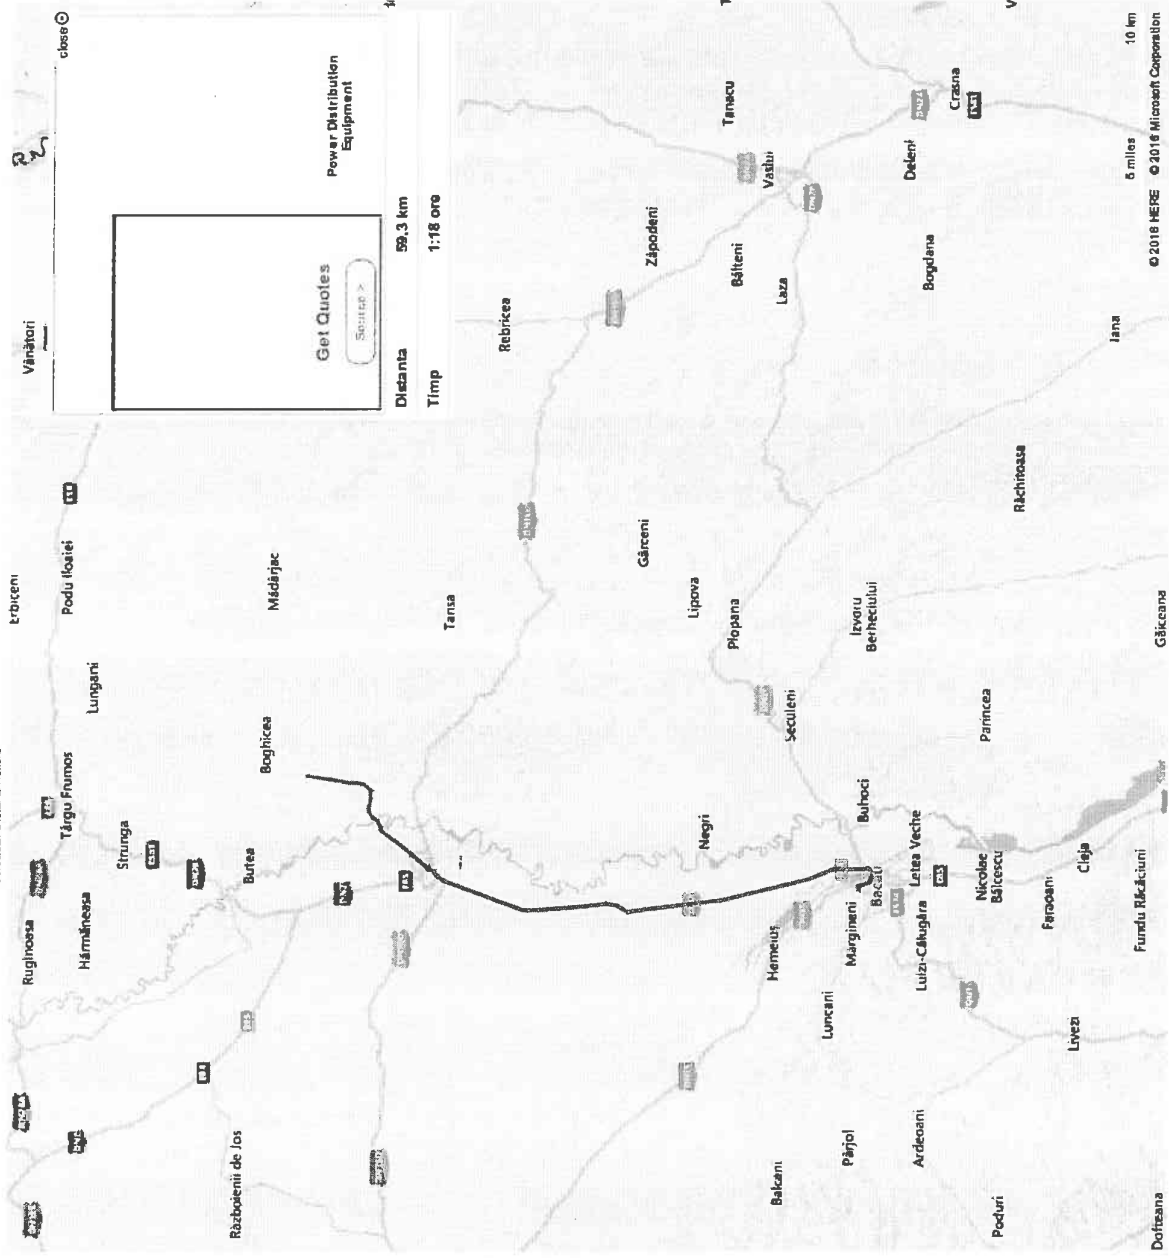 Vânători
close
Ruginoasa
Târgu Frumos
Podu Iloaiei
Hărmăneasa
Lungani
Strunga
Războienii de Jos
Butea
Boghicea
Mădârjac
Get Quotes
Source >
Power Distribution
Equipment
Distanta 59.3 km
Timp 1:18 ore
Tansa
Rebricea
Gârceni
Zăpodeni
Negri
Lipova
Tanacu
Plopana
Bălteni
Vaslui
Balcani
Hemeiuș
Secuieni
Laza
Luncani
Pârjol
Mărgineni
Bacău
Buhoci
Izvoru
Berheciului
Ardeoani
Luizi-Călugăra
Letea Veche
Bogdana
Deleni
Crasna
Poduri
Nicolae
Bălcescu
Parincea
Răchitoasa
Livezi
Faraoani
Cleja
Iana
Dofteana
Fundu Răcăciuni
Găiceana
6 miles 10 km
© 2016 HERE © 2016 Microsoft Corporation